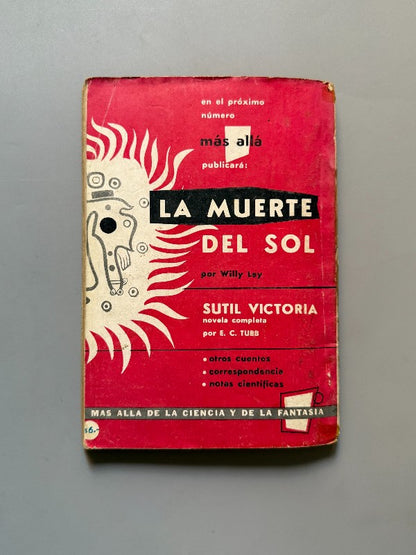 en el próximo
número
más allá
publicará:
LA MUERTE
DEL SOL
por Willy Ley
SUTIL VICTORIA
novela completa
por E. C. TUBB
• otros cuentos
• correspondencia
• notas científicas
MAS ALLA DE LA CIENCIA Y DE LA FANTASIA
$6.-